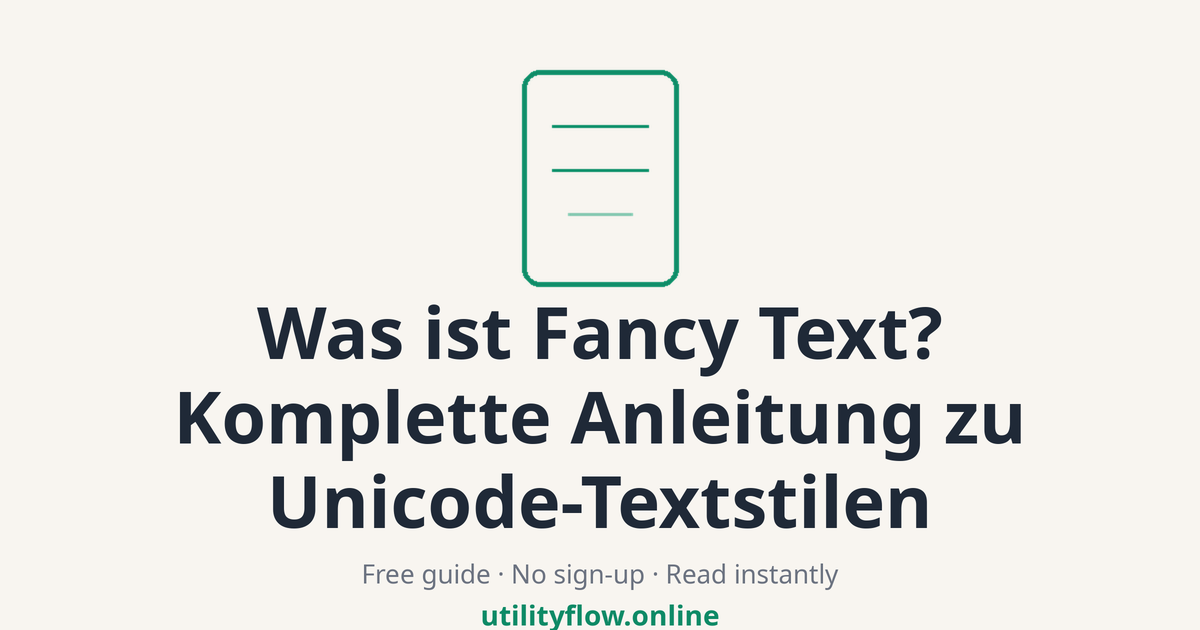 Was ist Fancy Text?
Komplette Anleitung zu
Unicode-Textstilen
Free guide · No sign-up · Read instantly
utilityflow.online